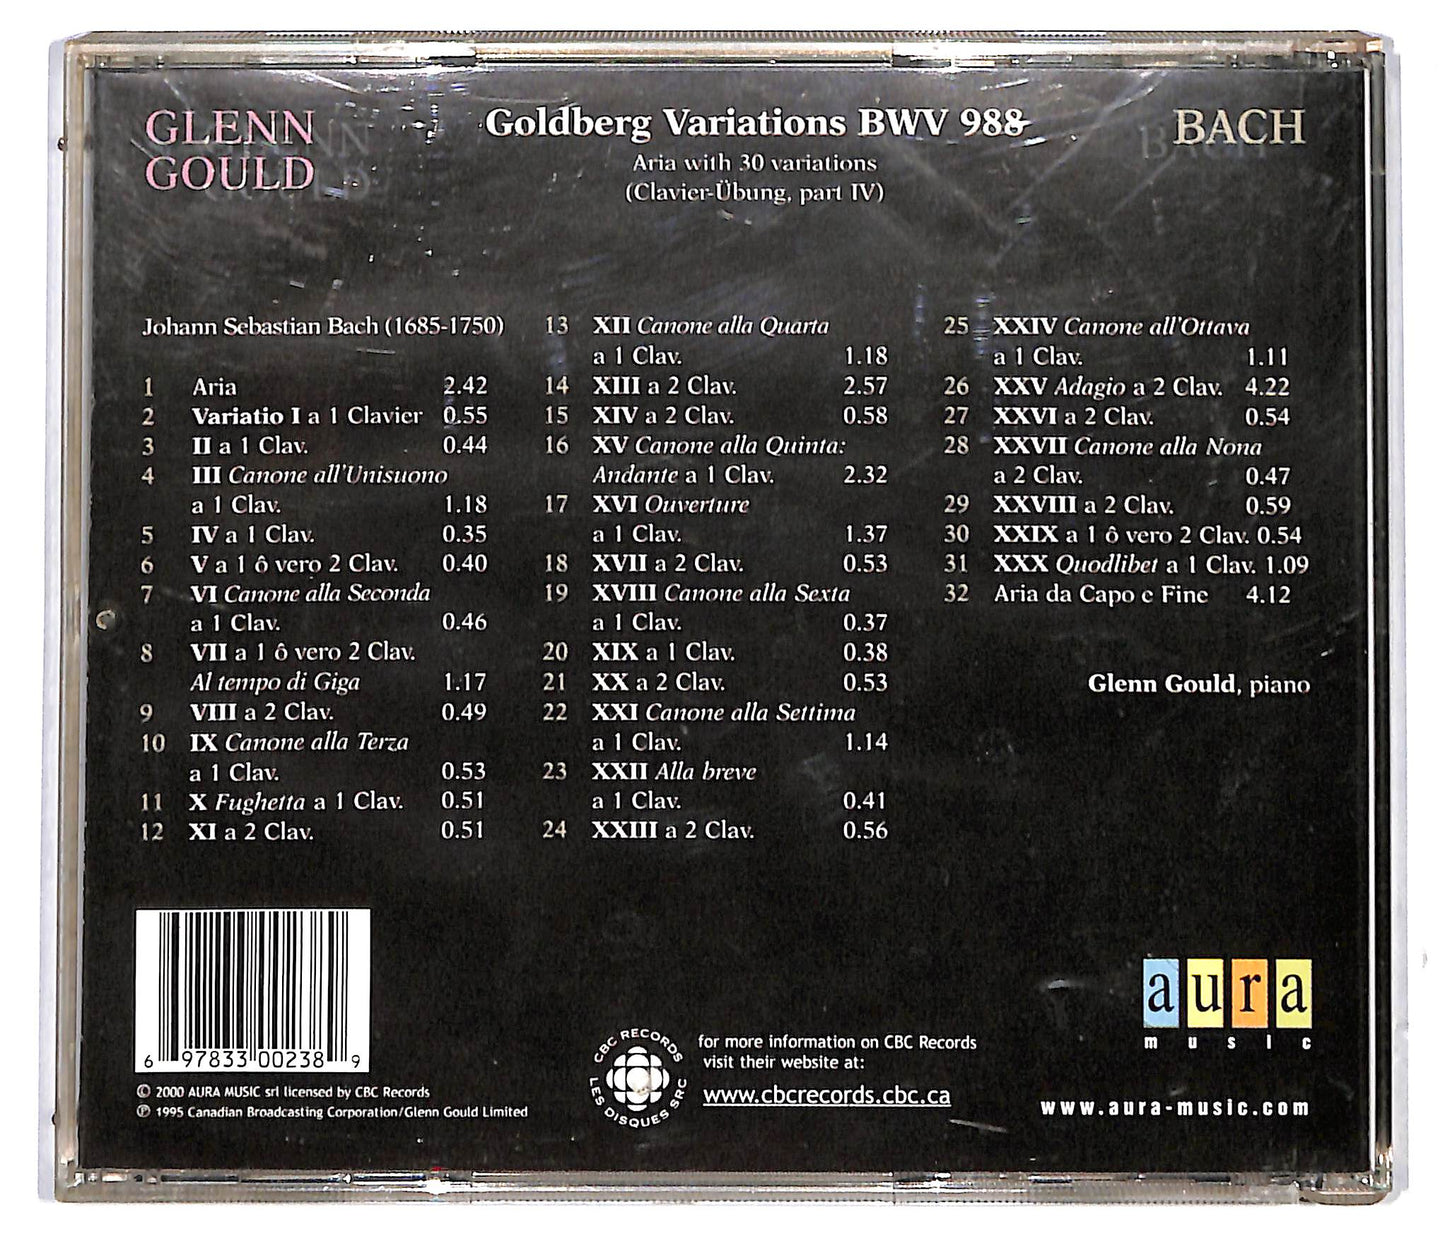 GLENN
GOULD
Goldberg Variations BWV 988
Aria with 30 variations
(Clavier-Übung, part IV)
BACH
Johann Sebastian Bach (1685-1750)
1 Aria 2.42
2 Variatio I a 1 Clavier 0.55
3 II a 1 Clav. 0.44
4 III Canone all'Unisuono
a 1 Clav. 1.18
5 IV a 1 Clav. 0.35
6 V a 1 ô vero 2 Clav. 0.40
7 VI Canone alla Seconda
a 1 Clav. 0.46
8 VII a 1 ô vero 2 Clav.
Al tempo di Giga 1.17
9 VIII a 2 Clav. 0.49
10 IX Canone alla Terza
a 1 Clav. 0.53
11 X Fughetta a 1 Clav. 0.51
12 XI a 2 Clav. 0.51
13 XII Canone alla Quarta
a 1 Clav. 1.18
14 XIII a 2 Clav. 2.57
15 XIV a 2 Clav. 0.58
16 XV Canone alla Quinta:
Andante a 1 Clav. 2.32
17 XVI Ouverture
a 1 Clav. 1.37
18 XVII a 2 Clav. 0.53
19 XVIII Canone alla Sexta
a 1 Clav. 0.37
20 XIX a 1 Clav. 0.38
21 XX a 2 Clav. 0.53
22 XXI Canone alla Settima
a 1 Clav. 1.14
23 XXII Alla breve
a 1 Clav. 0.41
24 XXIII a 2 Clav. 0.56
25 XXIV Canone all'Ottava
a 1 Clav. 1.11
26 XXV Adagio a 2 Clav. 4.22
27 XXVI a 2 Clav. 0.54
28 XXVII Canone alla Nona
a 2 Clav. 0.47
29 XXVIII a 2 Clav. 0.59
30 XXIX a 1 ô vero 2 Clav. 0.54
31 XXX Quodlibet a 1 Clav. 1.09
32 Aria da Capo e Fine 4.12
Glenn Gould, piano
6 97833 00238 9
© 2000 AURA MUSIC srl licensed by CBC Records
℗ 1995 Canadian Broadcasting Corporation/Glenn Gould Limited
CBC RECORDS
LES DISQUES SRC
for more information on CBC Records
visit their website at:
www.cbcrecords.cbc.ca
aura
music
www.aura-music.com